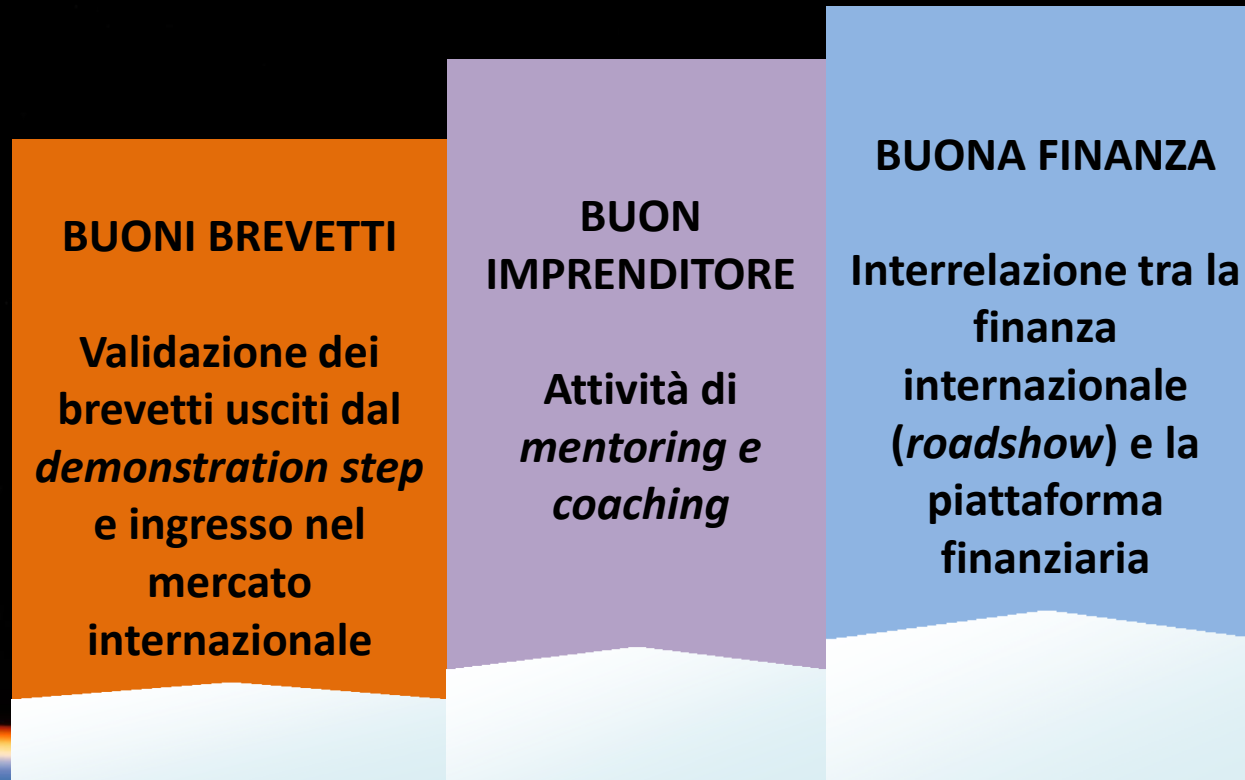 BUONI BREVETTI
Validazione dei
brevetti usciti dal
demonstration step
e ingresso nel
mercato
internazionale
BUON
IMPRENDITORE
Attività di
mentoring e
coaching
BUONA FINANZA
Interrelazione tra la
finanza
internazionale
(roadshow) e la
piattaforma
finanziaria